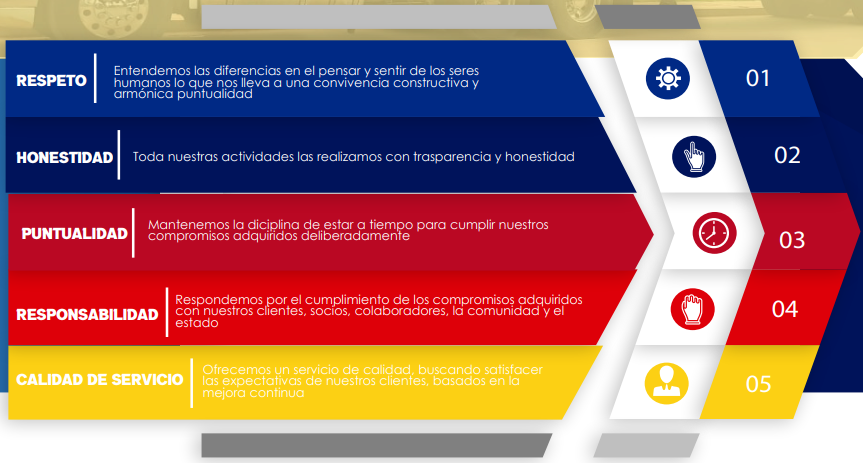 RESPETO
Entendemos las diferencias en el pensar y sentir de los seres
humanos lo que nos lleva a una convivencia constructiva y
armónica puntualidad
01
HONESTIDAD
Toda nuestras actividades las realizamos con trasparencia y honestidad
02
PUNTUALIDAD
Mantenemos la diciplina de estar a tiempo para cumplir nuestros
compromisos adquiridos deliberadamente
03
RESPONSABILIDAD
Respondemos por el cumplimiento de los compromisos adquiridos
con nuestros clientes, socios, colaboradores, la comunidad y el
estado
04
CALIDAD DE SERVICIO
Ofrecemos un servicio de calidad, buscando satisfacer
las expectativas de nuestros clientes, basados en la
mejora continua
05